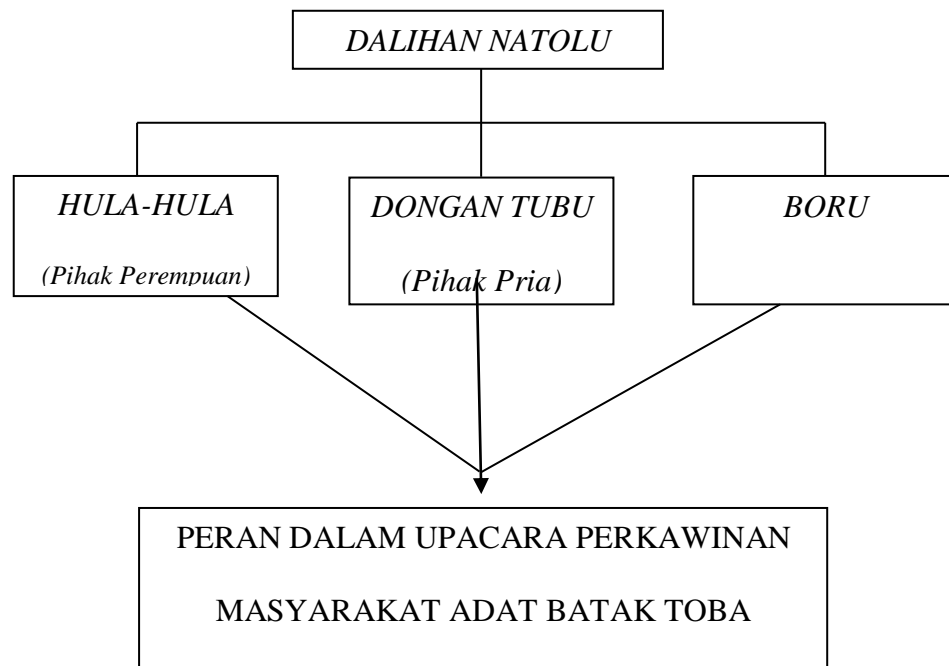 DALIHAN NATOLU
HULA-HULA
(Pihak Perempuan)
DONGAN TUBU
(Pihak Pria)
BORU
PERAN DALAM UPACARA PERKAWINAN
MASYARAKAT ADAT BATAK TOBA